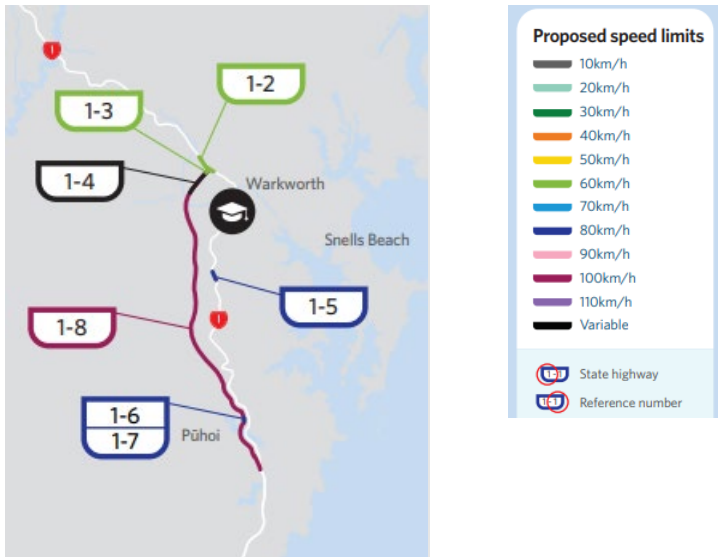 1
1-2
1-3
1-4
Warkworth
Snells Beach
1-5
1-8
1
1-6
1-7
Pūhoi
Proposed speed limits
10km/h
20km/h
30km/h
40km/h
50km/h
60km/h
70km/h
80km/h
90km/h
100km/h
110km/h
Variable
1-1 State highway
1-1 Reference number